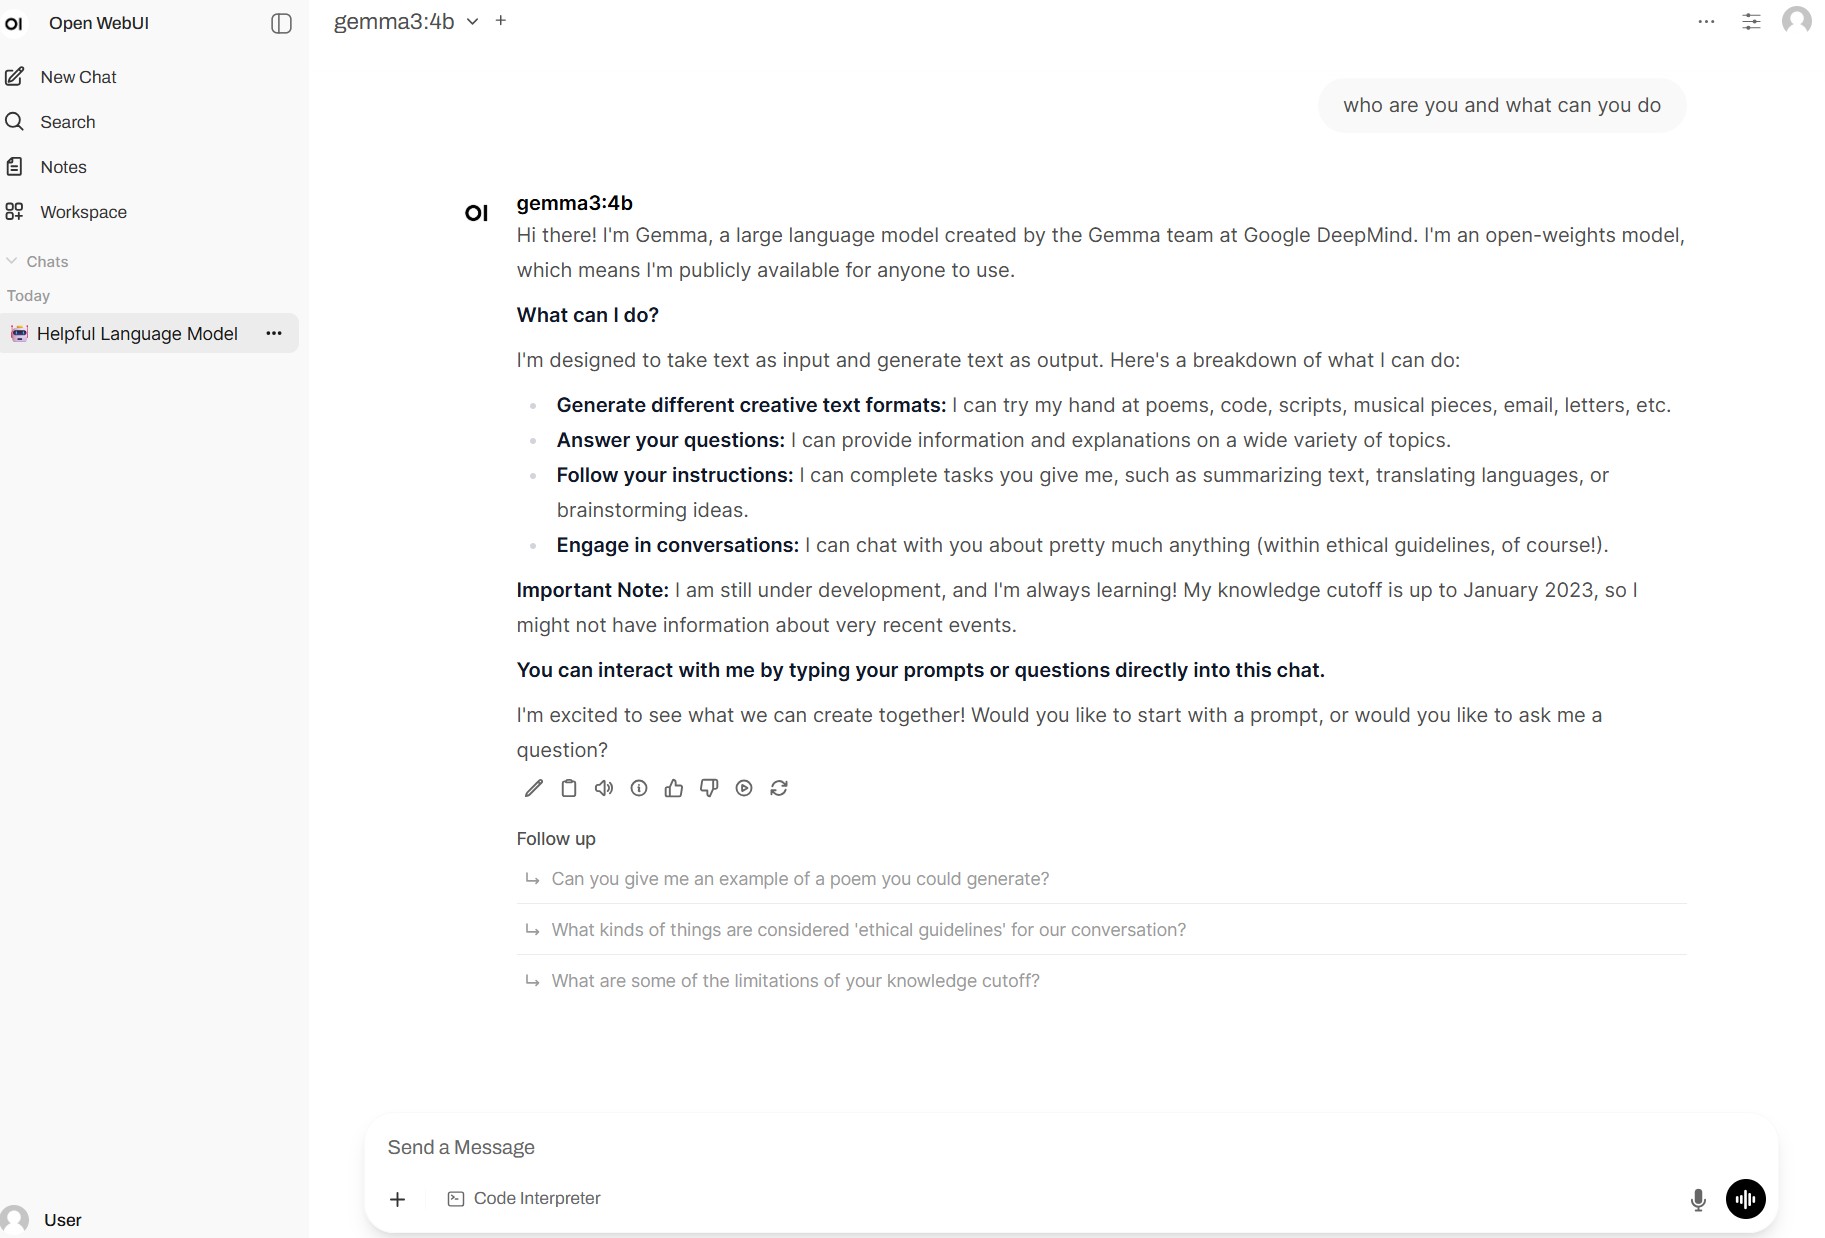 OI Open WebUI
New Chat
Search
Notes
Workspace
Chats
Today
Helpful Language Model
User
gemma3:4b
who are you and what can you do
OI gemma3:4b
Hi there! I'm Gemma, a large language model created by the Gemma team at Google DeepMind. I'm an open-weights model,
which means I'm publicly available for anyone to use.
What can I do?
I'm designed to take text as input and generate text as output. Here's a breakdown of what I can do:
Generate different creative text formats: I can try my hand at poems, code, scripts, musical pieces, email, letters, etc.
Answer your questions: I can provide information and explanations on a wide variety of topics.
Follow your instructions: I can complete tasks you give me, such as summarizing text, translating languages, or
brainstorming ideas.
Engage in conversations: I can chat with you about pretty much anything (within ethical guidelines, of course!).
Important Note: I am still under development, and I'm always learning! My knowledge cutoff is up to January 2023, so I
might not have information about very recent events.
You can interact with me by typing your prompts or questions directly into this chat.
I'm excited to see what we can create together! Would you like to start with a prompt, or would you like to ask me a
question?
Follow up
Can you give me an example of a poem you could generate?
What kinds of things are considered 'ethical guidelines' for our conversation?
What are some of the limitations of your knowledge cutoff?
Send a Message
Code Interpreter